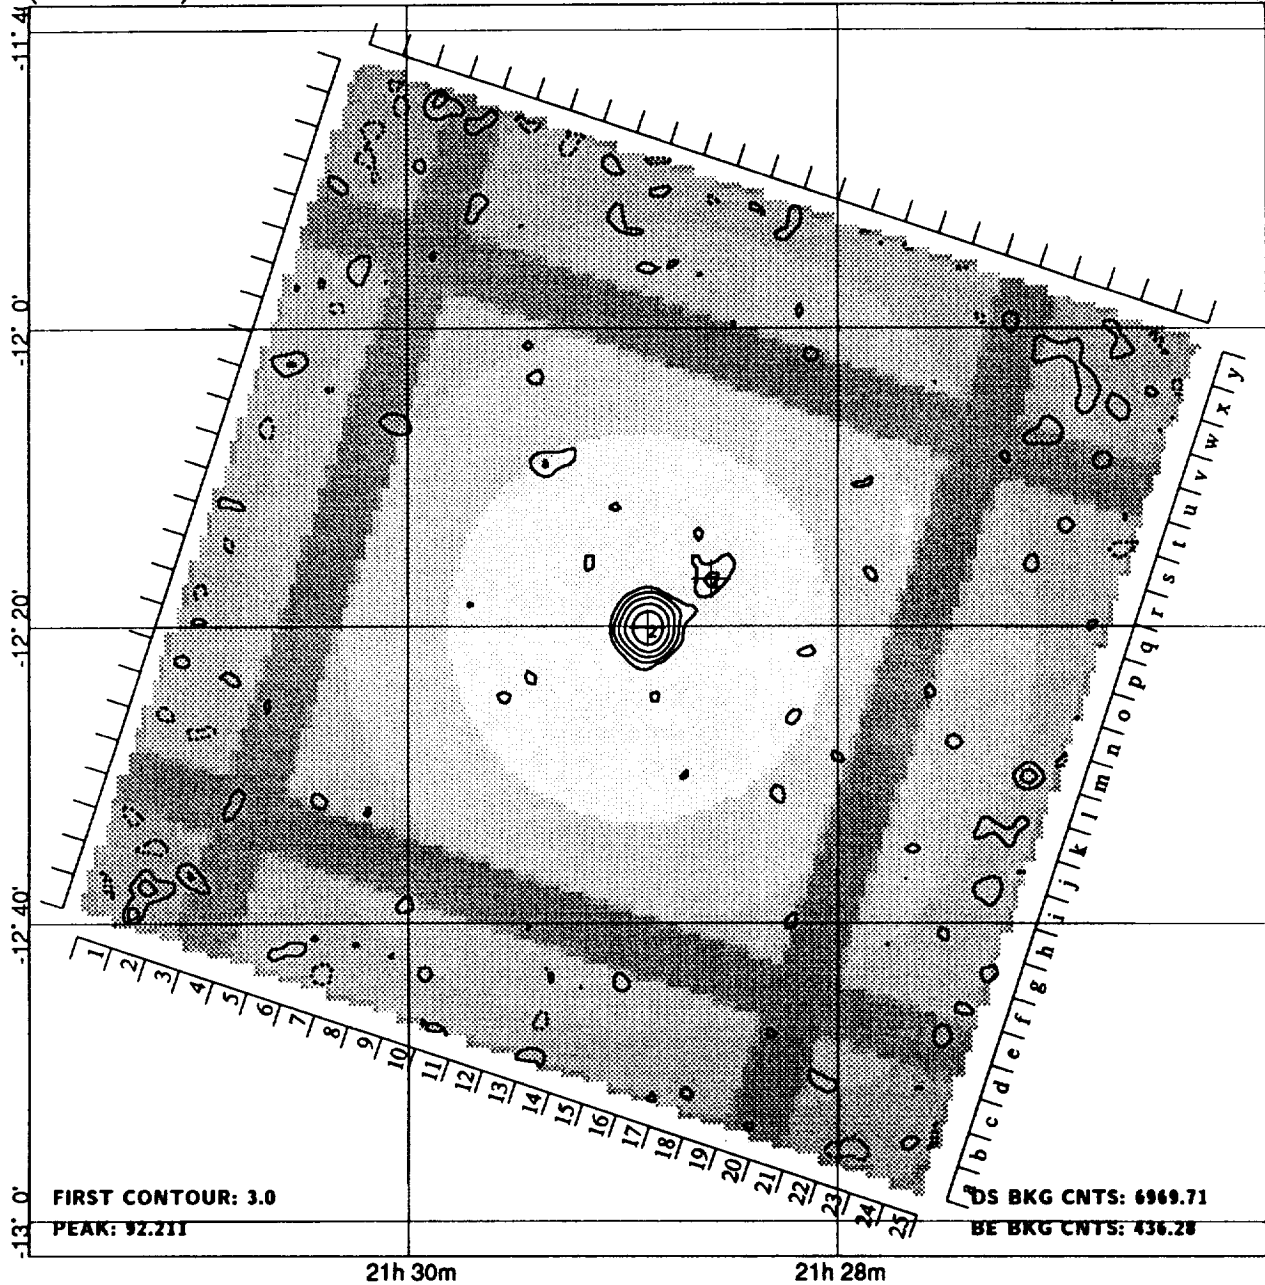 -11° 4
-12° 0'
-12° 20'
-12° 40'
-13° 0'
y
x
w
v
u
t
s
r
q
p
o
n
m
l
k
j
i
h
g
f
e
d
c
b
a
1 2 3 4 5 6 7 8 9 10 11 12 13 14 15 16 17 18 19 20 21 22 23 24 25
2
FIRST CONTOUR: 3.0
PEAK: 92.211
DS BKG CNTS: 6969.71
BE BKG CNTS: 436.28
21h 30m
21h 28m